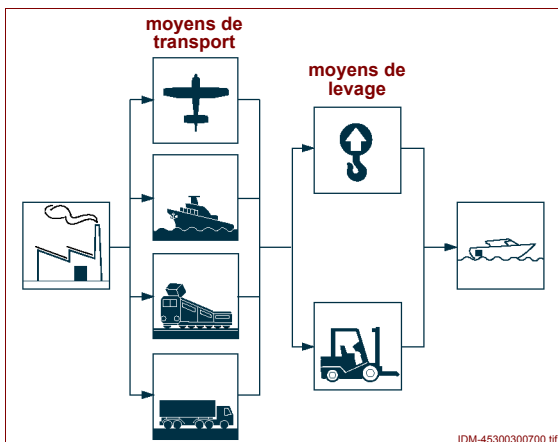 moyens de
transport
moyens de
levage
IDM-45300300700.tif